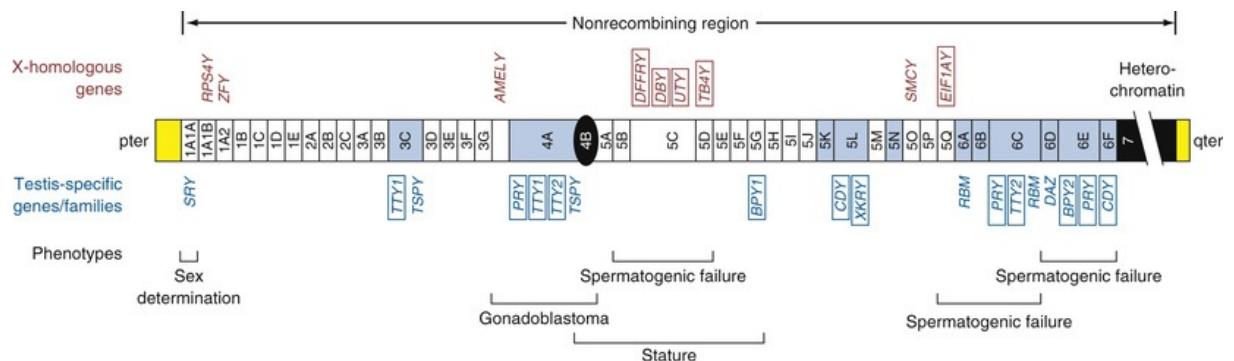 Nonrecombining region
X-homologous
genes
RPS4Y
ZFY
AMELY
DFFRY
DBY
UTY
TB4Y
SMCY
EIF1AY
Hetero-
chromatin
pter
1A1A
1A1B
1A2
1B
1C
1D
1E
2A
2B
2C
3A
3B
3C
3D
3E
3F
3G
4A
4B
5A
5B
5C
5D
5E
5F
5G
5H
5I
5J
5K
5L
5M
5N
5O
5P
5Q
6A
6B
6C
6D
6E
6F
7
qter
Testis-specific
genes/families
SRY
TTY1
TSPY
PRY
TTY1
TTY2
TSPY
BPY1
CDY
XKRY
RBM
PRY
TTY2
RBM
DAZ
BPY2
PRY
CDY
Phenotypes
Sex
determination
Spermatogenic failure
Spermatogenic failure
Gonadoblastoma
Spermatogenic failure
Stature